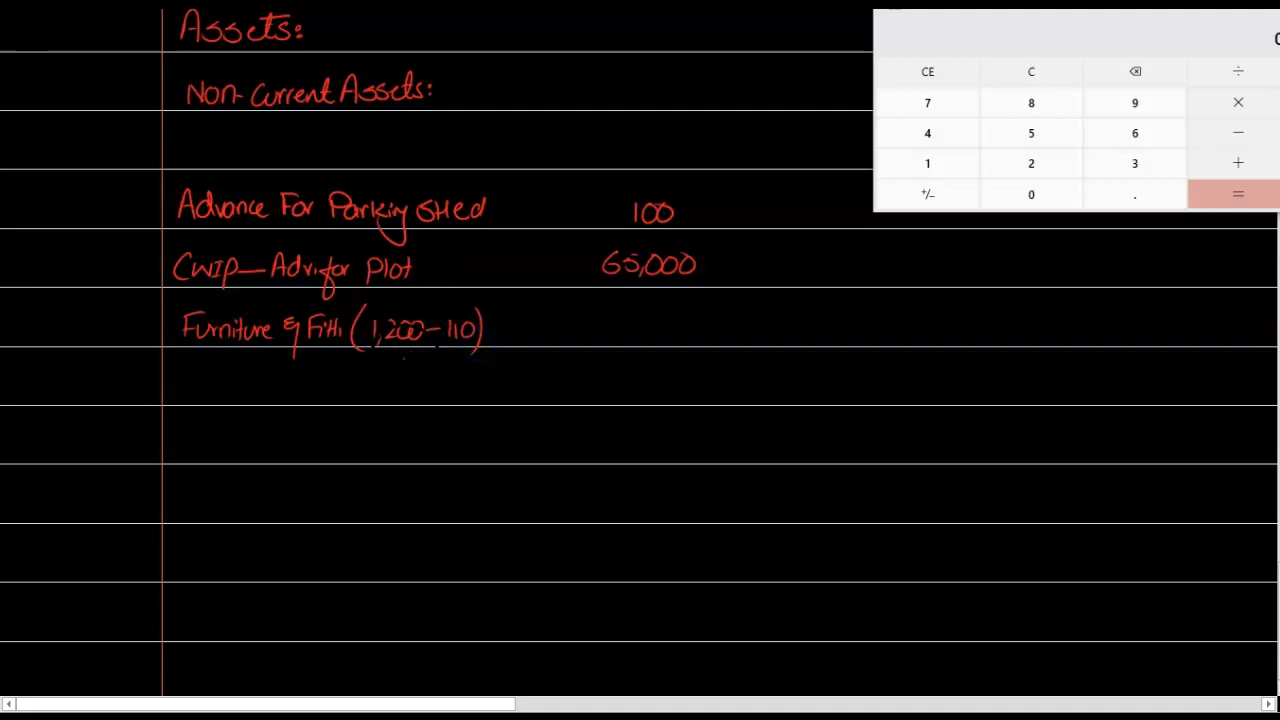 Assets:
Non-Current Assets:
Advance For Parking SHed 100
CWIP—Adv. for Plot 65,000
Furniture & Fitti (1,200-110)
0
CE C ÷
7 8 9 ×
4 5 6 −
1 2 3 +
+/− 0 . =